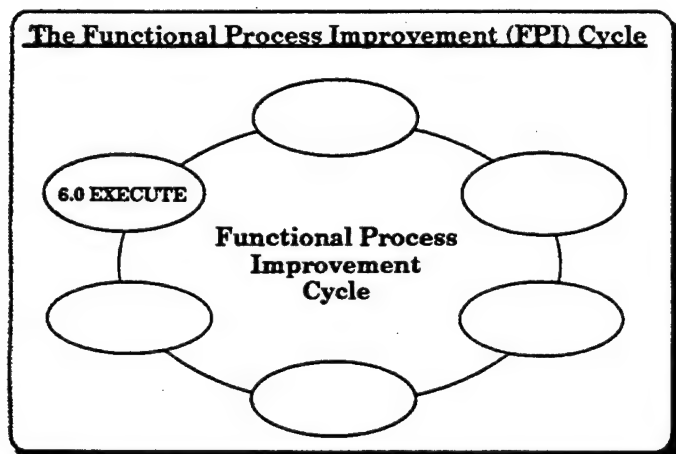 The Functional Process Improvement (FPI) Cycle
6.0 EXECUTE
Functional Process
Improvement
Cycle